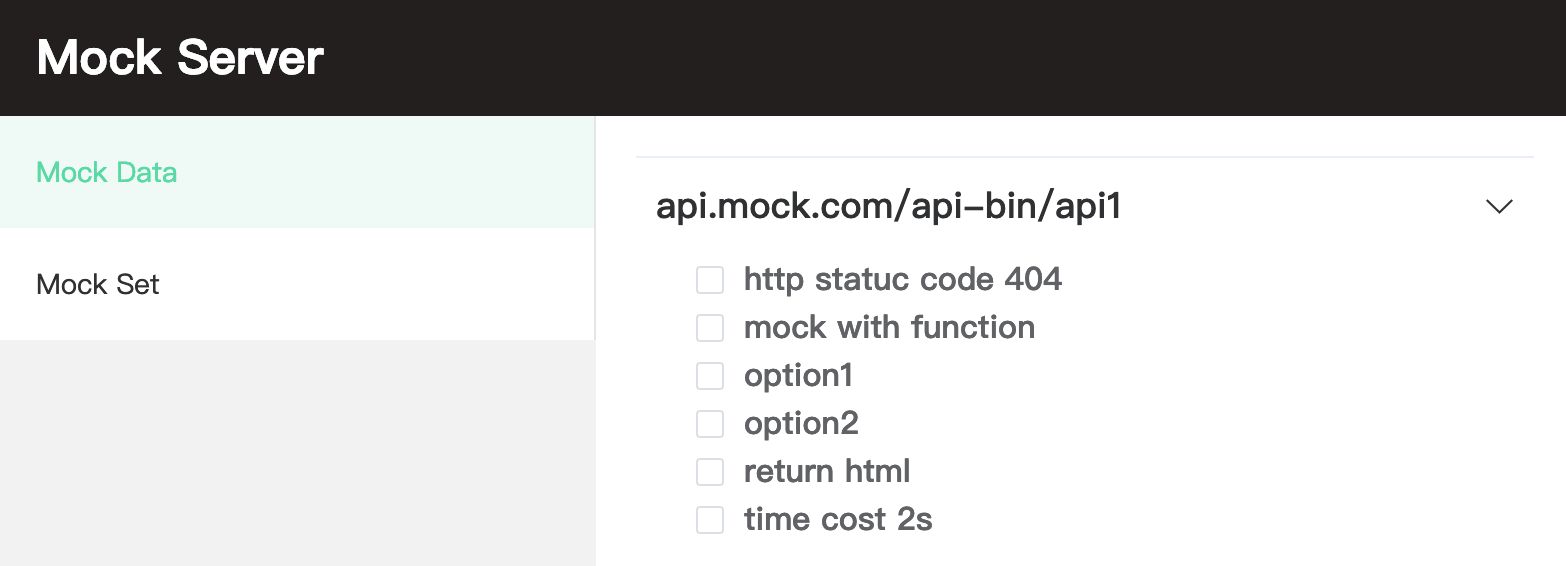 Mock Server
Mock Data
Mock Set
api.mock.com/api-bin/api1
http statuc code 404
mock with function
option1
option2
return html
time cost 2s